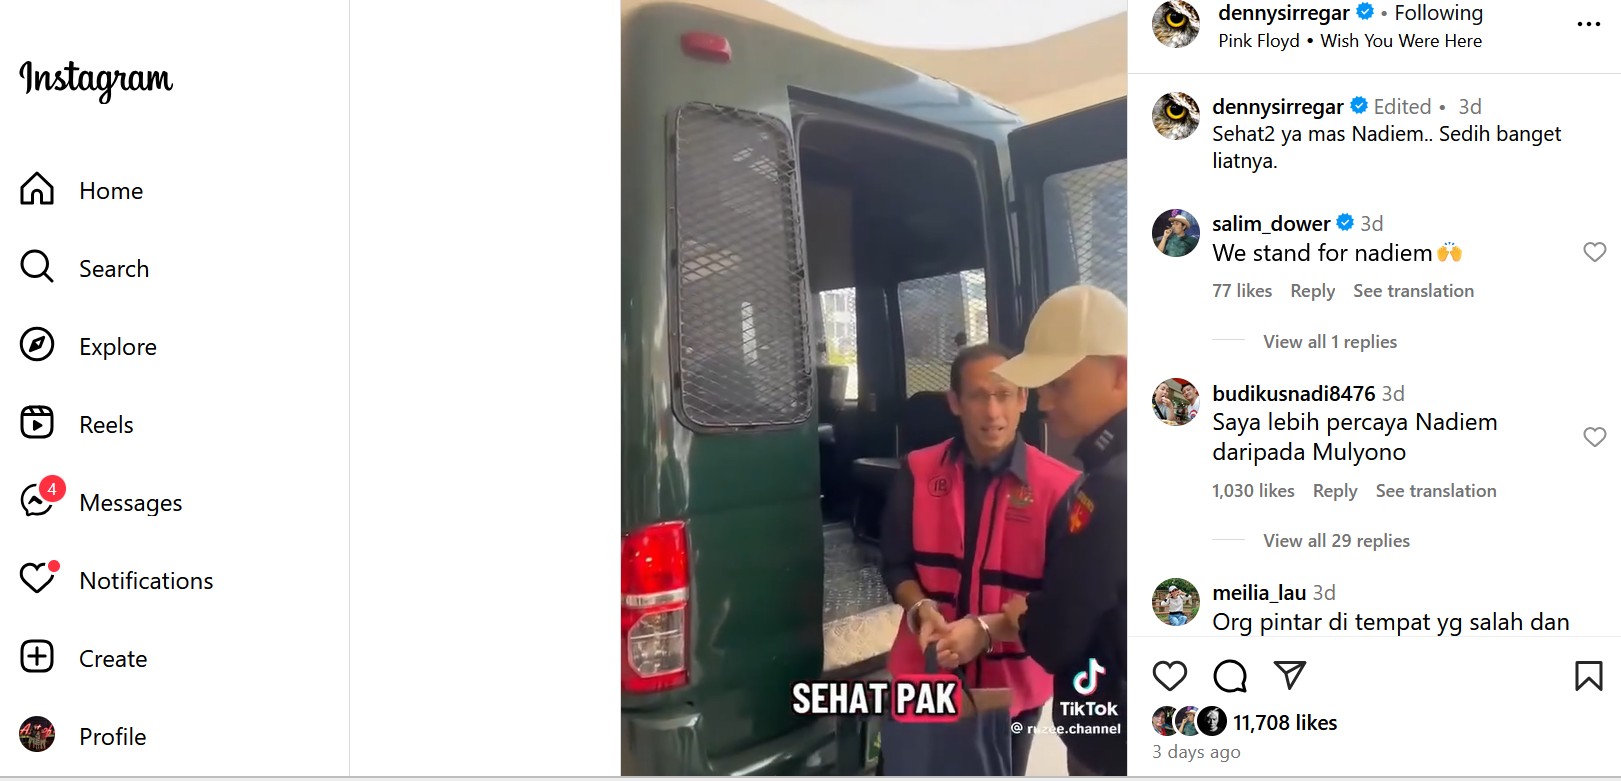 Instagram
Home
Search
Explore
Reels
4
Messages
Notifications
Create
Profile
SEHAT PAK
TikTok
@ ruzee.channel
dennysirregar • Following
Pink Floyd • Wish You Were Here
dennysirregar Edited • 3d
Sehat2 ya mas Nadiem.. Sedih banget
liatnya.
salim_dower 3d
We stand for nadiem🙌
77 likes Reply See translation
View all 1 replies
budikusnadi8476 3d
Saya lebih percaya Nadiem
daripada Mulyono
1,030 likes Reply See translation
View all 29 replies
meilia_lau 3d
Org pintar di tempat yg salah dan
11,708 likes
3 days ago